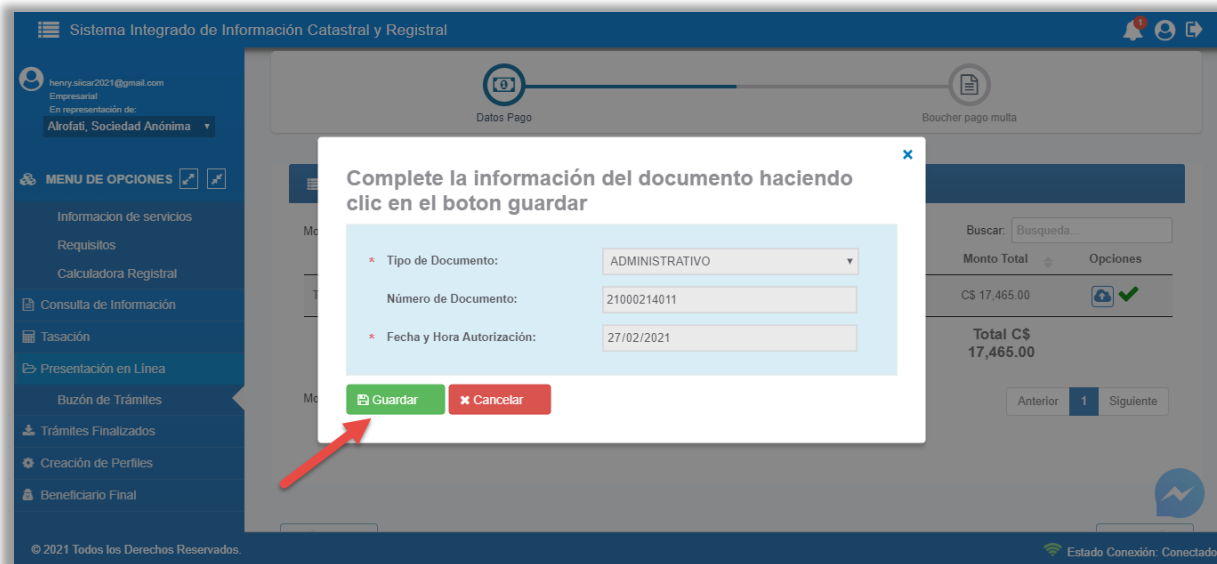 Sistema Integrado de Información Catastral y Registral
1
henry.siicar2021@gmail.com
Empresarial
En representación de:
Alrofati, Sociedad Anónima
MENU DE OPCIONES
Informacion de servicios
Requisitos
Calculadora Registral
Consulta de Información
Tasación
Presentación en Línea
Buzón de Trámites
Trámites Finalizados
Creación de Perfiles
Beneficiario Final
Datos Pago
Boucher pago multa
Complete la información del documento haciendo
clic en el boton guardar
* Tipo de Documento: ADMINISTRATIVO
Número de Documento: 21000214011
* Fecha y Hora Autorización: 27/02/2021
Guardar
Cancelar
Buscar: Busqueda...
Monto Total Opciones
C$ 17,465.00
Total C$
17,465.00
Anterior 1 Siguiente
© 2021 Todos los Derechos Reservados.
Estado Conexión: Conectado